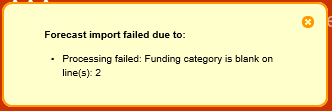 Forecast import failed due to:
• Processing failed: Funding category is blank on
line(s): 2